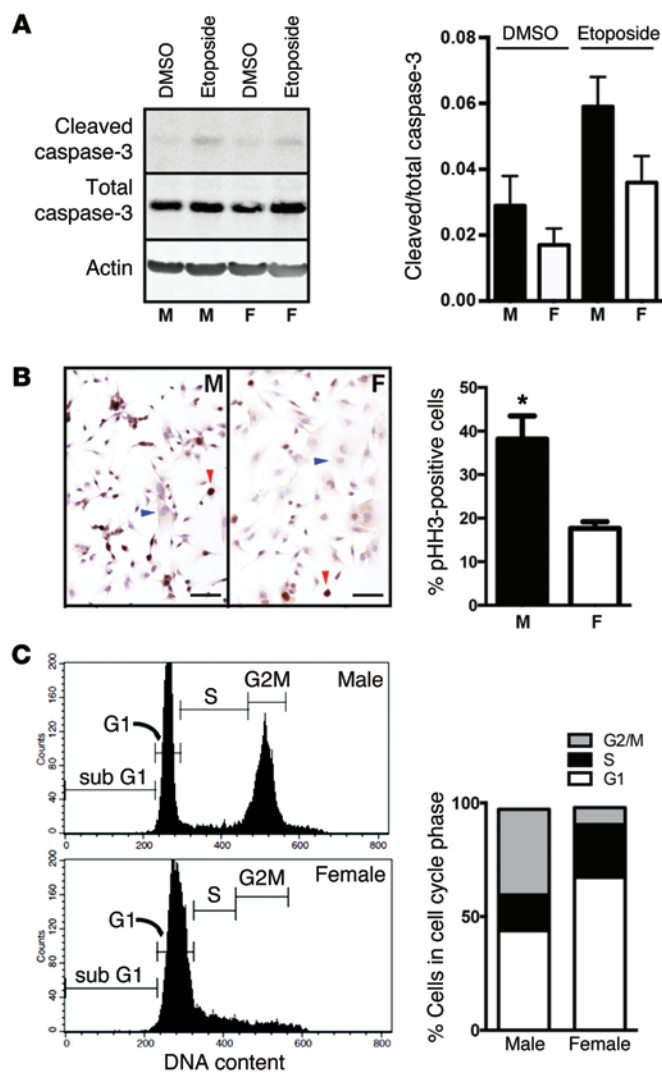 A
DMSO
Etoposide
DMSO
Etoposide
Cleaved
caspase-3
Total
caspase-3
Actin
M M F F
Cleaved/total caspase-3
0.08
0.06
0.04
0.02
0.00
DMSO Etoposide
M F M F
B
M
F
% pHH3-positive cells
50
40
30
20
10
0
*
M F
C
Counts
200
160
120
80
40
0
Male
G1
S
G2M
sub G1
0 200 400 600 800
Counts
200
160
120
80
40
0
Female
G1
S
G2M
sub G1
0 200 400 600 800
DNA content
G2/M
S
G1
% Cells in cell cycle phase
100
50
0
Male Female